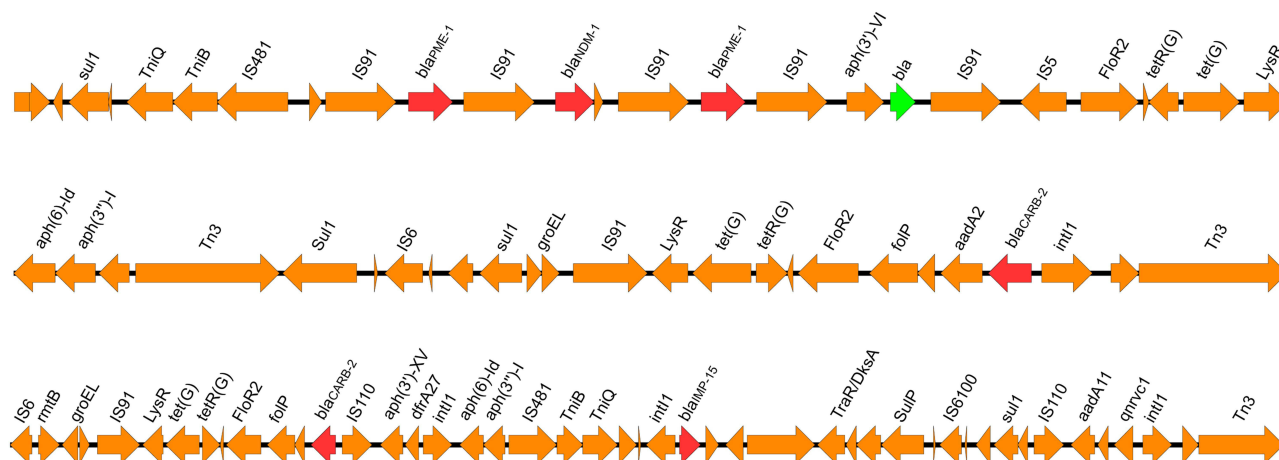 sul1 TniQ TniB IS481 IS91 blaPME-1 IS91 blaNDM-1 IS91 blaPME-1 IS91 aph(3')-VI bla IS91 IS5 FloR2 tetR(G) tet(G) LysR
aph(6)-Id aph(3")-I Tn3 Sul1 IS6 sul1 groEL IS91 LysR tet(G) tetR(G) FloR2 folP aadA2 blaCARB-2 intI1 Tn3
IS6 rmtB groEL IS91 LysR tet(G) tetR(G) FloR2 folP blaCARB-2 IS110 aph(3')-XV dfrA27 intI1 aph(6)-Id aph(3")-I IS481 TniB TniQ intI1 blaIMP-15 TraR/DksA SulP IS6100 sul1 IS110 aadA11 qnrvc1 intI1 Tn3